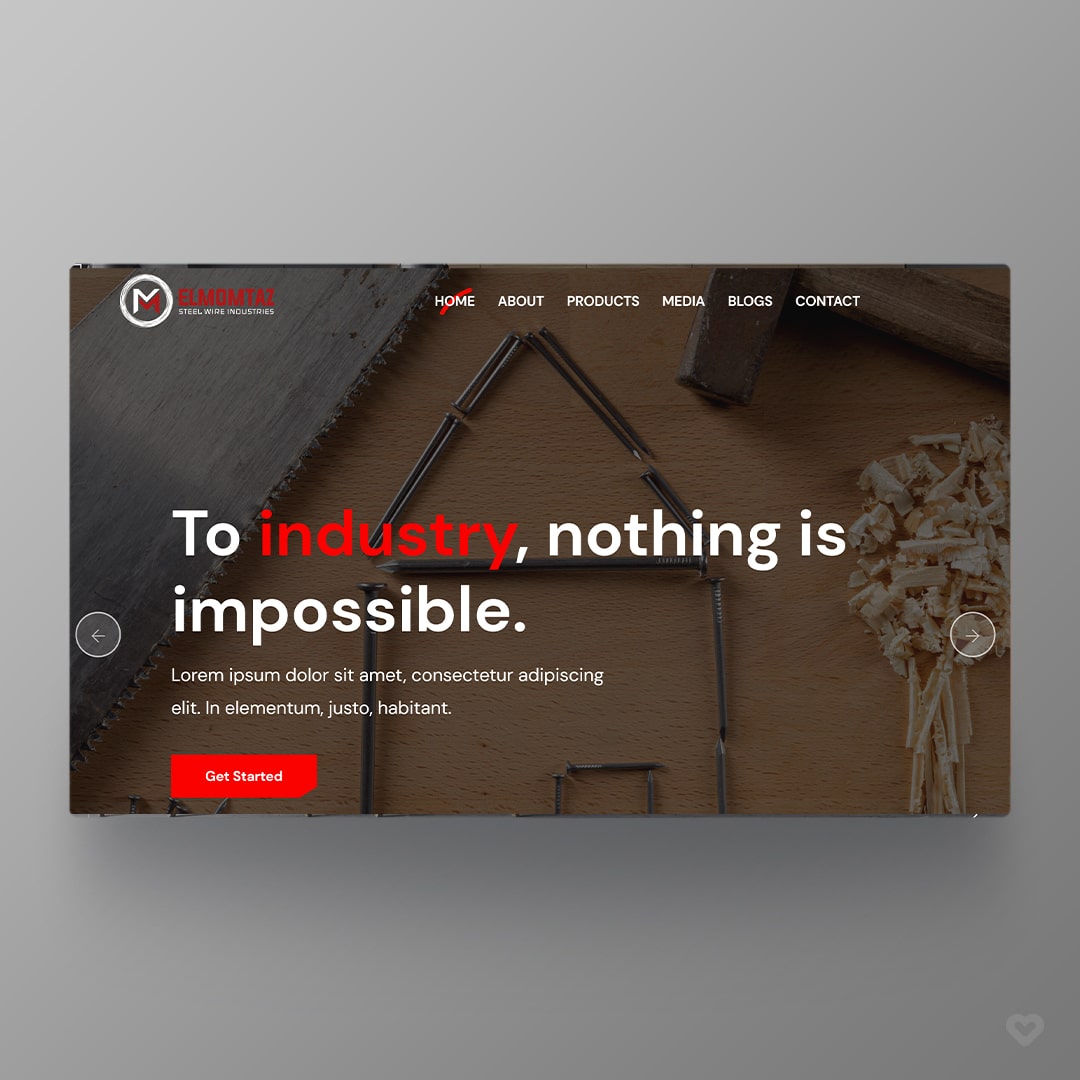 ELMOMTAZ
STEEL WIRE INDUSTRIES
HOME ABOUT PRODUCTS MEDIA BLOGS CONTACT
To industry, nothing is
impossible.
Lorem ipsum dolor sit amet, consectetur adipiscing
elit. In elementum, justo, habitant.
Get Started